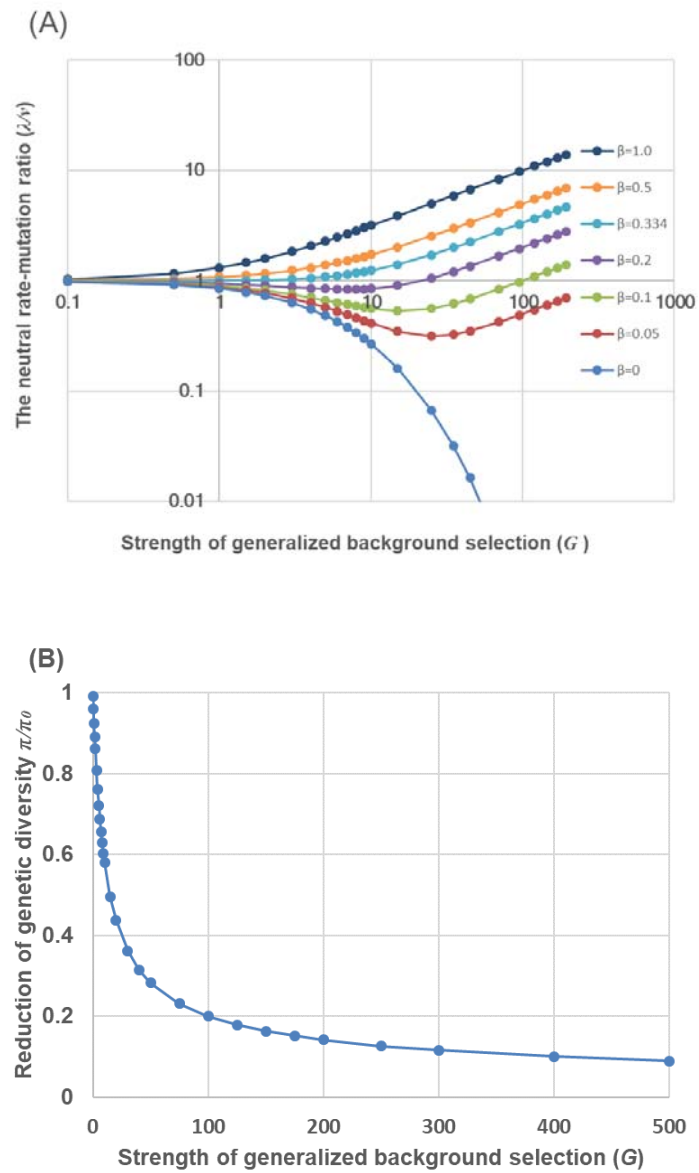 (A)
The neutral rate-mutation ratio (λ/v)
100
10
1
0.1
0.01
0.1
1
10
100
1000
β=1.0
β=0.5
β=0.334
β=0.2
β=0.1
β=0.05
β=0
Strength of generalized background selection (G )
(B)
Reduction of genetic diversity π/π0
1
0.8
0.6
0.4
0.2
0
0
100
200
300
400
500
Strength of generalized background selection (G)